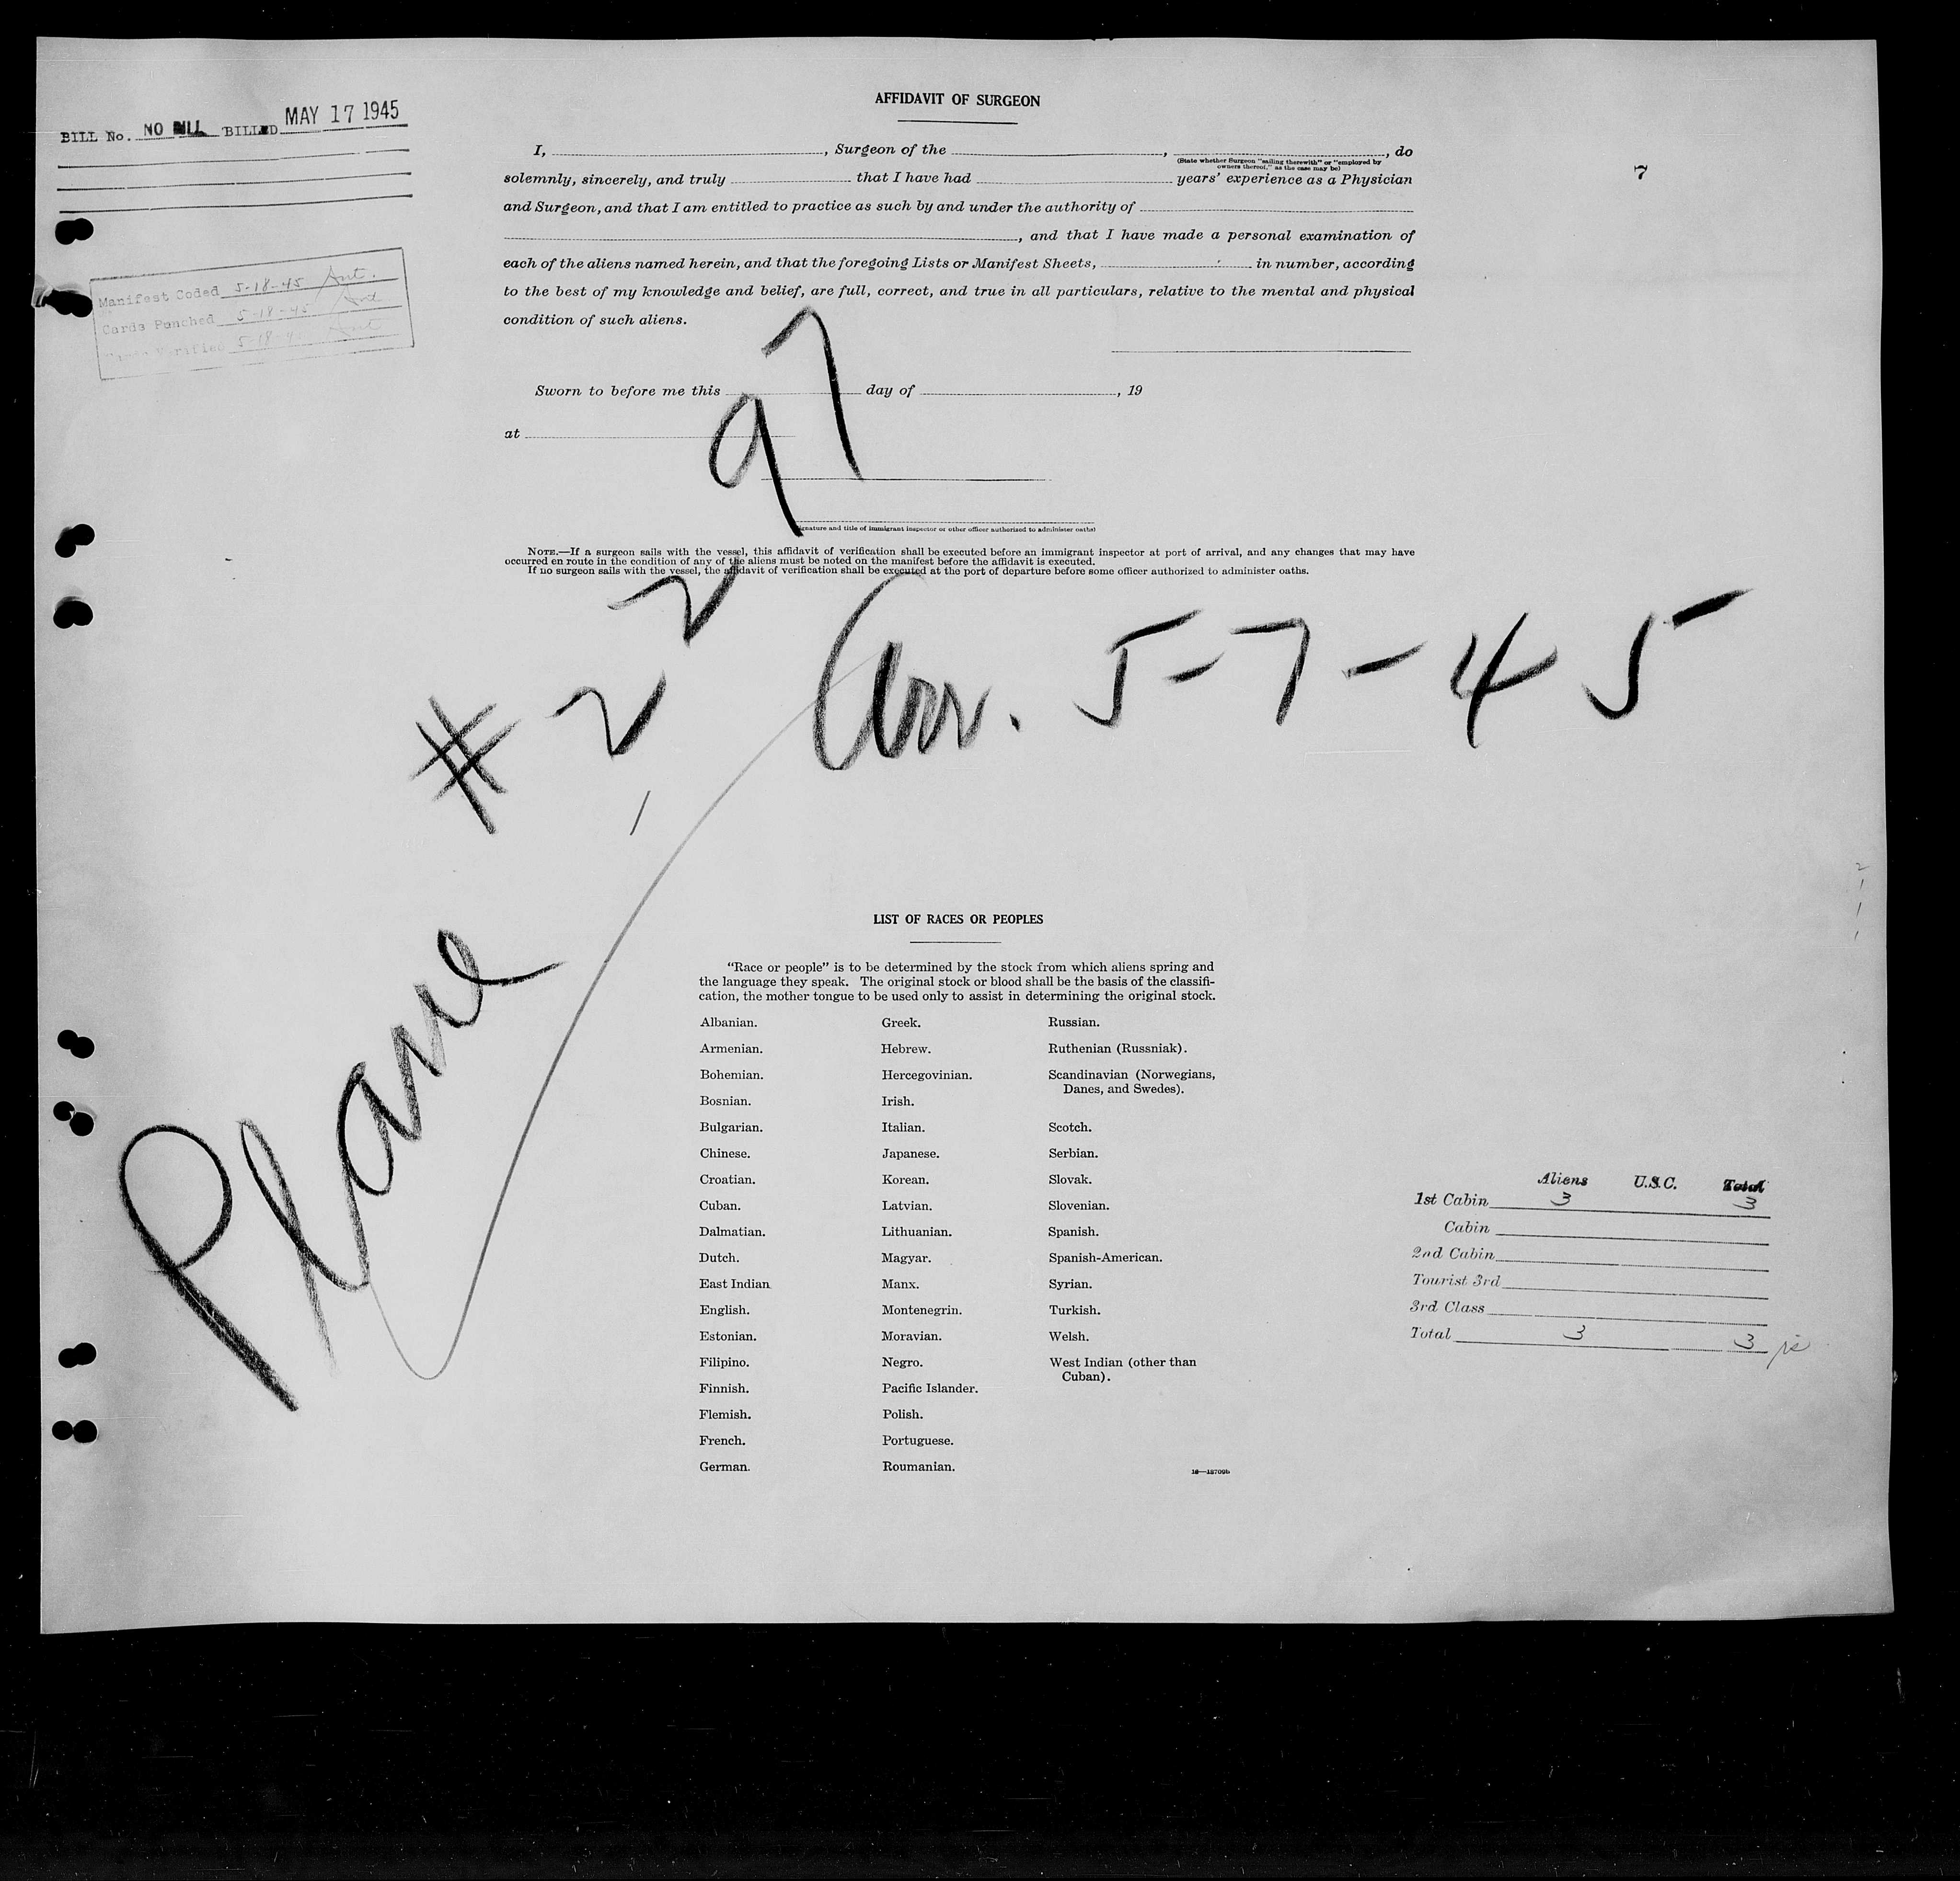 BILL No. NO BILL BILLED MAY 17 1945
Manifest Coded 5-18-45
Cards Punched 5-18-45
Verified 5-18-45
7
AFFIDAVIT OF SURGEON
I, , Surgeon of the , , do
(State whether Surgeon "sailing therewith" or "employed by
owners thereof," as the case may be)
solemnly, sincerely, and truly that I have had years' experience as a Physician
and Surgeon, and that I am entitled to practice as such by and under the authority of
, and that I have made a personal examination of
each of the aliens named herein, and that the foregoing Lists or Manifest Sheets, in number, according
to the best of my knowledge and belief, are full, correct, and true in all particulars, relative to the mental and physical
condition of such aliens.
Sworn to before me this day of , 19
at
(Signature and title of immigrant inspector or other officer authorized to administer oaths)
NOTE.—If a surgeon sails with the vessel, this affidavit of verification shall be executed before an immigrant inspector at port of arrival, and any changes that may have
occurred en route in the condition of any of the aliens must be noted on the manifest before the affidavit is executed.
If no surgeon sails with the vessel, the affidavit of verification shall be executed at the port of departure before some officer authorized to administer oaths.
Plane # 2297
Arr. 5-7-45
LIST OF RACES OR PEOPLES
"Race or people" is to be determined by the stock from which aliens spring and
the language they speak. The original stock or blood shall be the basis of the classifi-
cation, the mother tongue to be used only to assist in determining the original stock.
Albanian.
Armenian.
Bohemian.
Bosnian.
Bulgarian.
Chinese.
Croatian.
Cuban.
Dalmatian.
Dutch.
East Indian
English.
Estonian.
Filipino.
Finnish.
Flemish.
French.
German.
Greek.
Hebrew.
Hercegovinian.
Irish.
Italian.
Japanese.
Korean.
Latvian.
Lithuanian.
Magyar.
Manx.
Montenegrin.
Moravian.
Negro.
Pacific Islander.
Polish.
Portuguese.
Roumanian.
Russian.
Ruthenian (Russniak).
Scandinavian (Norwegians,
Danes, and Swedes).
Scotch.
Serbian.
Slovak.
Slovenian.
Spanish.
Spanish-American.
Syrian.
Turkish.
Welsh.
West Indian (other than
Cuban).
16—18709b
Aliens U.S.C. Total
1st Cabin 3 3
Cabin
2nd Cabin
Tourist 3rd
3rd Class
Total 3 3